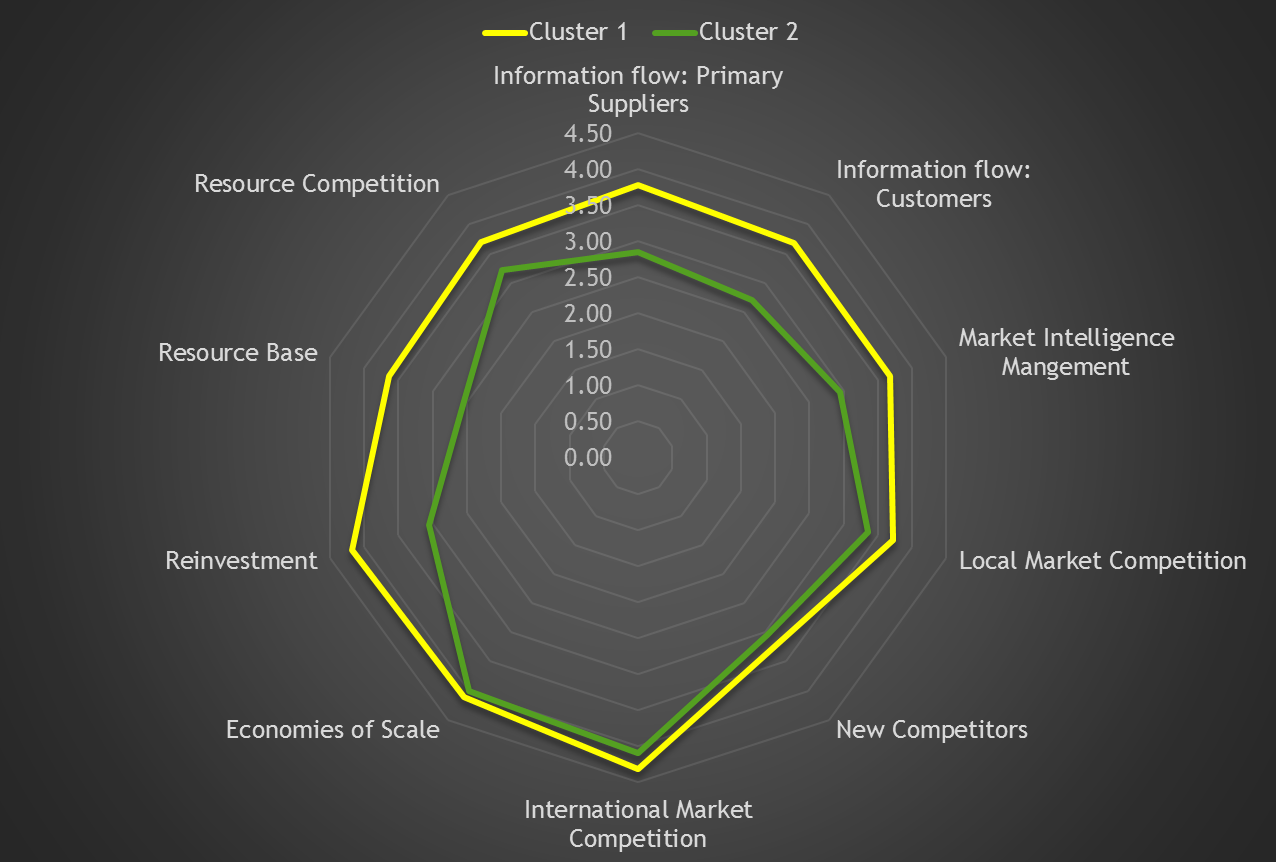 Cluster 1
Cluster 2
Information flow: Primary
Suppliers
4.50
4.00
3.50
3.00
2.50
2.00
1.50
1.00
0.50
0.00
Information flow:
Customers
Market Intelligence
Mangement
Local Market Competition
New Competitors
International Market
Competition
Economies of Scale
Reinvestment
Resource Base
Resource Competition